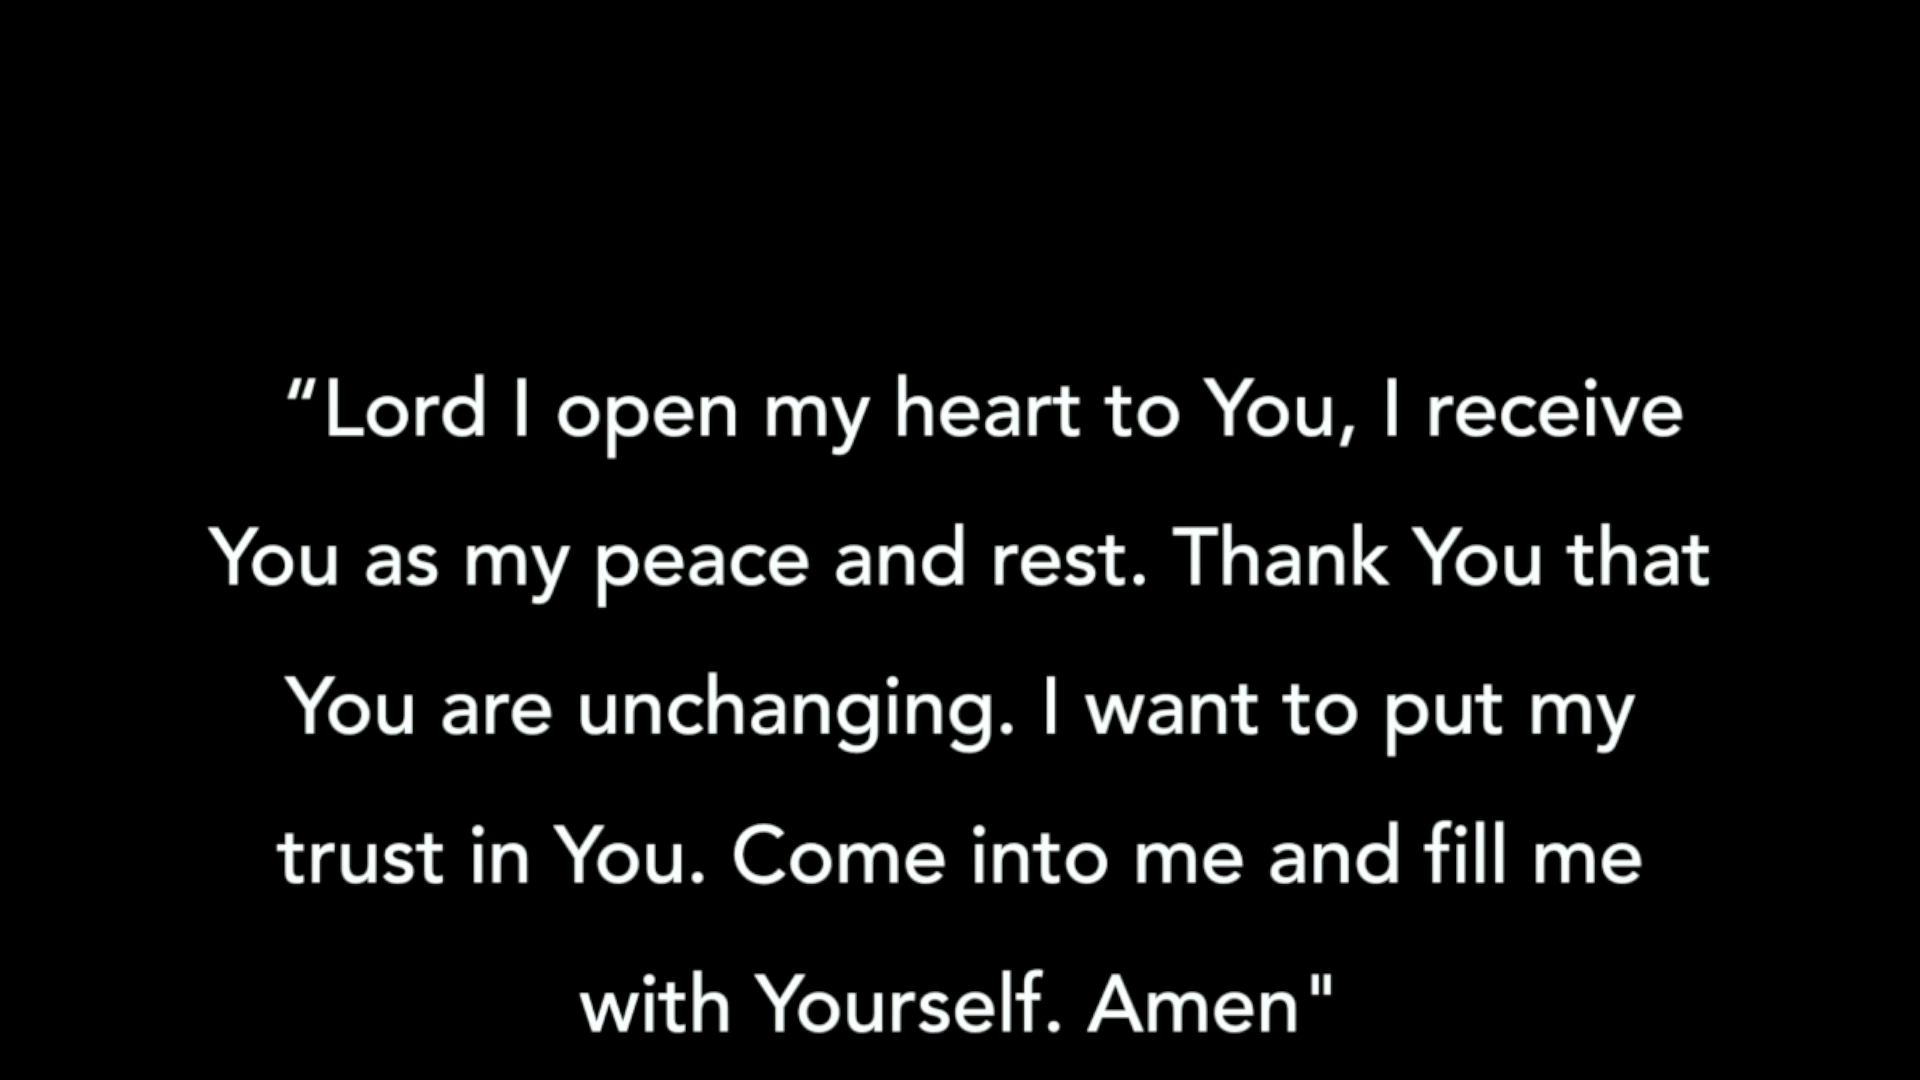 “Lord I open my heart to You, I receive
You as my peace and rest. Thank You that
You are unchanging. I want to put my
trust in You. Come into me and fill me
with Yourself. Amen"